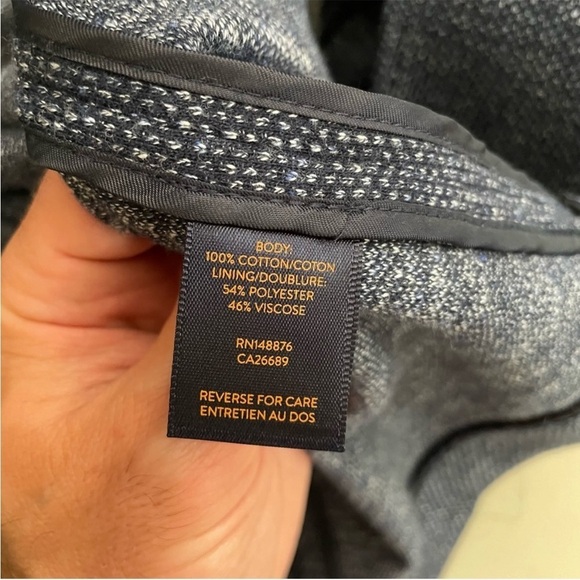 BODY:
100% COTTON/COTON
LINING/DOUBLURE:
54% POLYESTER
46% VISCOSE
RN148876
CA26689
REVERSE FOR CARE
ENTRETIEN AU DOS